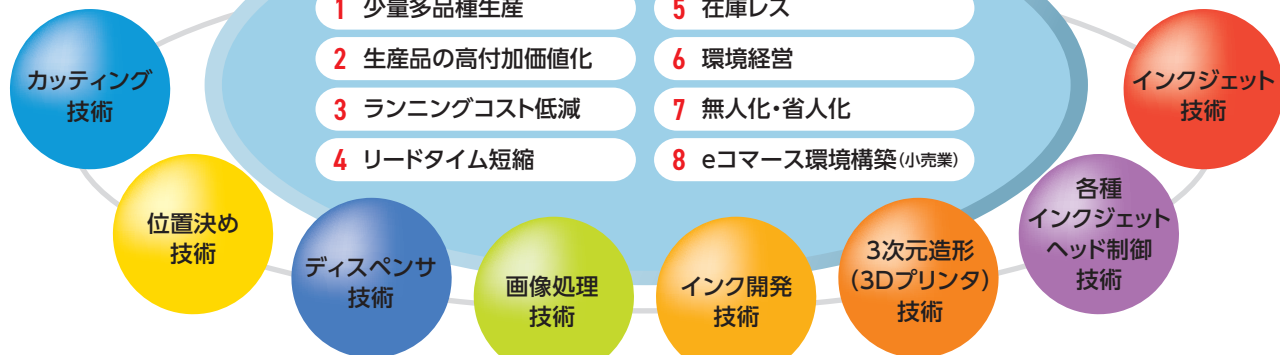 1 少量多品種生産
2 生産品の高付加価値化
3 ランニングコスト低減
4 リードタイム短縮
5 在庫レス
6 環境経営
7 無人化・省人化
8 eコマース環境構築(小売業)
カッティング
技術
位置決め
技術
ディスペンサ
技術
画像処理
技術
インク開発
技術
3次元造形
(3Dプリンタ)
技術
各種
インクジェット
ヘッド制御
技術
インクジェット
技術